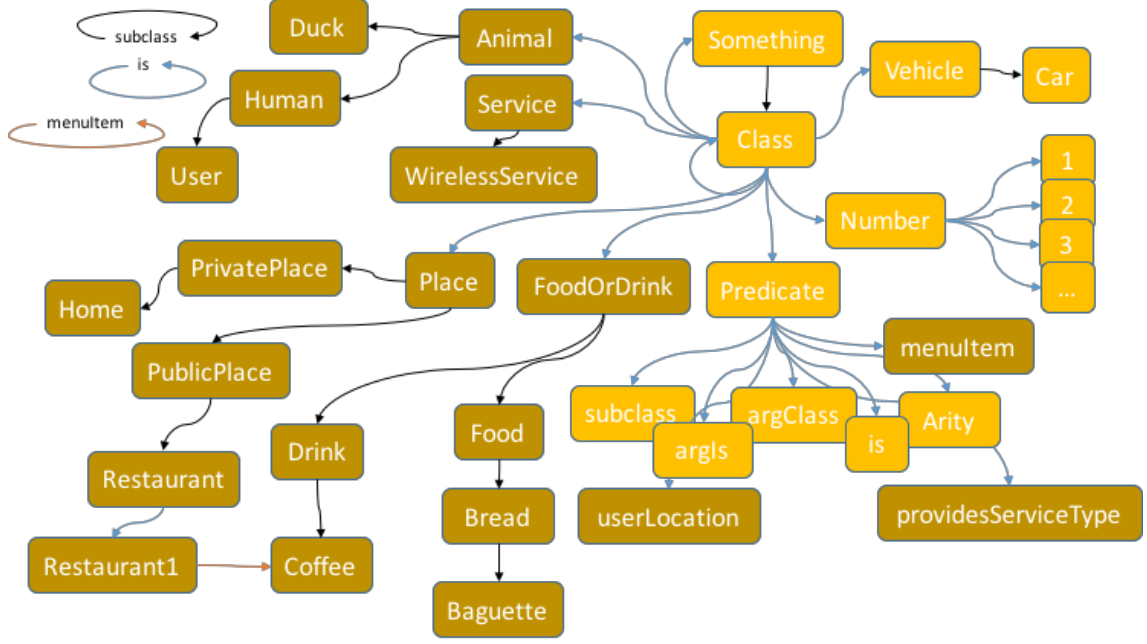 subclass
is
menuItem
Duck
Animal
Something
Vehicle
Car
Human
Service
Class
User
WirelessService
Number
1
2
3
...
PrivatePlace
Place
FoodOrDrink
Predicate
Home
PublicPlace
menuItem
subclass
argClass
Arity
argIs
is
Food
Drink
Restaurant
userLocation
providesServiceType
Bread
Restaurant1
Coffee
Baguette